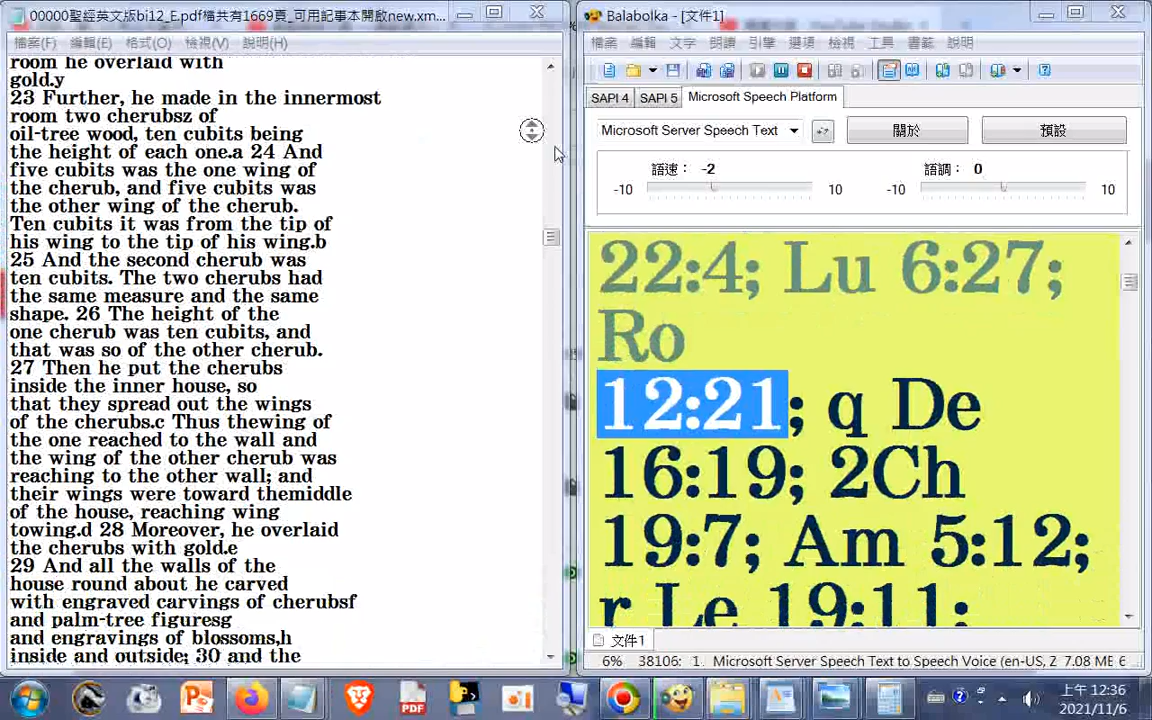 00000聖經英文版bi12_E.pdf檔共有1669頁_可用記事本開啟new.xm...
檔案(F) 編輯(E) 格式(O) 檢視(V) 說明(H)
room he overlaid with
gold.y
23 Further, he made in the innermost
room two cherubsz of
oil-tree wood, ten cubits being
the height of each one.a 24 And
five cubits was the one wing of
the cherub, and five cubits was
the other wing of the cherub.
Ten cubits it was from the tip of
his wing to the tip of his wing.b
25 And the second cherub was
ten cubits. The two cherubs had
the same measure and the same
shape. 26 The height of the
one cherub was ten cubits, and
that was so of the other cherub.
27 Then he put the cherubs
inside the inner house, so
that they spread out the wings
of the cherubs.c Thus thewing of
the one reached to the wall and
the wing of the other cherub was
reaching to the other wall; and
their wings were toward themiddle
of the house, reaching wing
towing.d 28 Moreover, he overlaid
the cherubs with gold.e
29 And all the walls of the
house round about he carved
with engraved carvings of cherubsf
and palm-tree figuresg
and engravings of blossoms,h
inside and outside; 30 and the
Balabolka - [文件1]
檔案 編輯 文字 朗讀 引擎 選項 檢視 工具 書籤 說明
SAPI 4 SAPI 5 Microsoft Speech Platform
Microsoft Server Speech Text 關於 預設
語速： -2 語調： 0
-10 10 -10 10
22:4; Lu 6:27;
Ro
12:21; q De
16:19; 2Ch
19:7; Am 5:12;
r Le 19:11;
文件1
6% 38106: 1. Microsoft Server Speech Text to Speech Voice (en-US, 2 7.08 MB 6
PDF
上午 12:36
2021/11/6